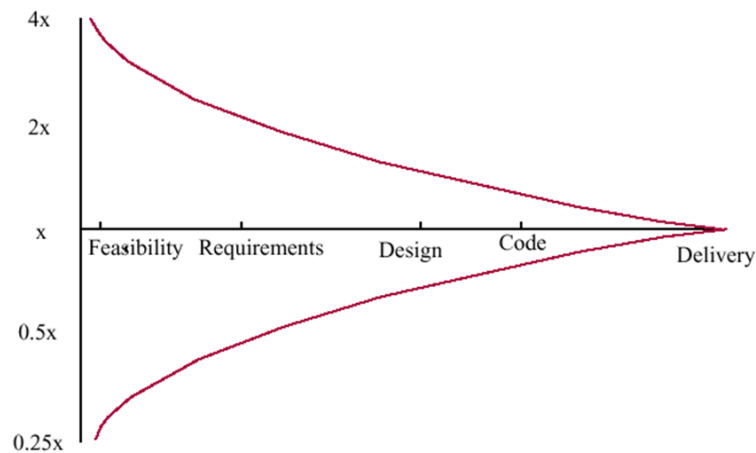 4x
2x
x
Feasibility Requirements Design Code Delivery
0.5x
0.25x